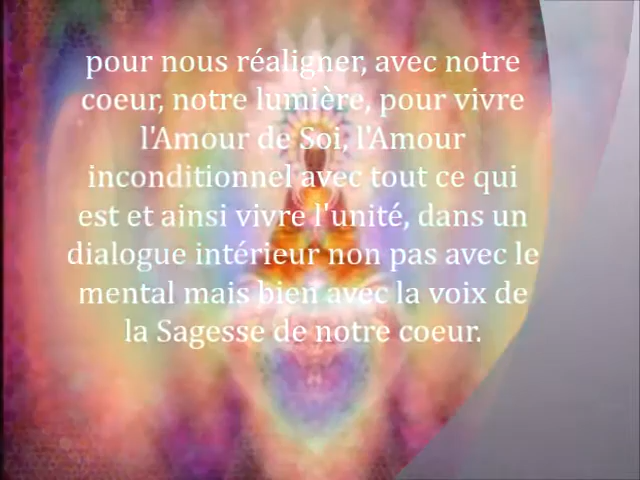 pour nous réaligner, avec notre
coeur, notre lumière, pour vivre
l'Amour de Soi, l'Amour
inconditionnel avec tout ce qui
est et ainsi vivre l'unité, dans un
dialogue intérieur non pas avec le
mental mais bien avec la voix de
la Sagesse de notre coeur.